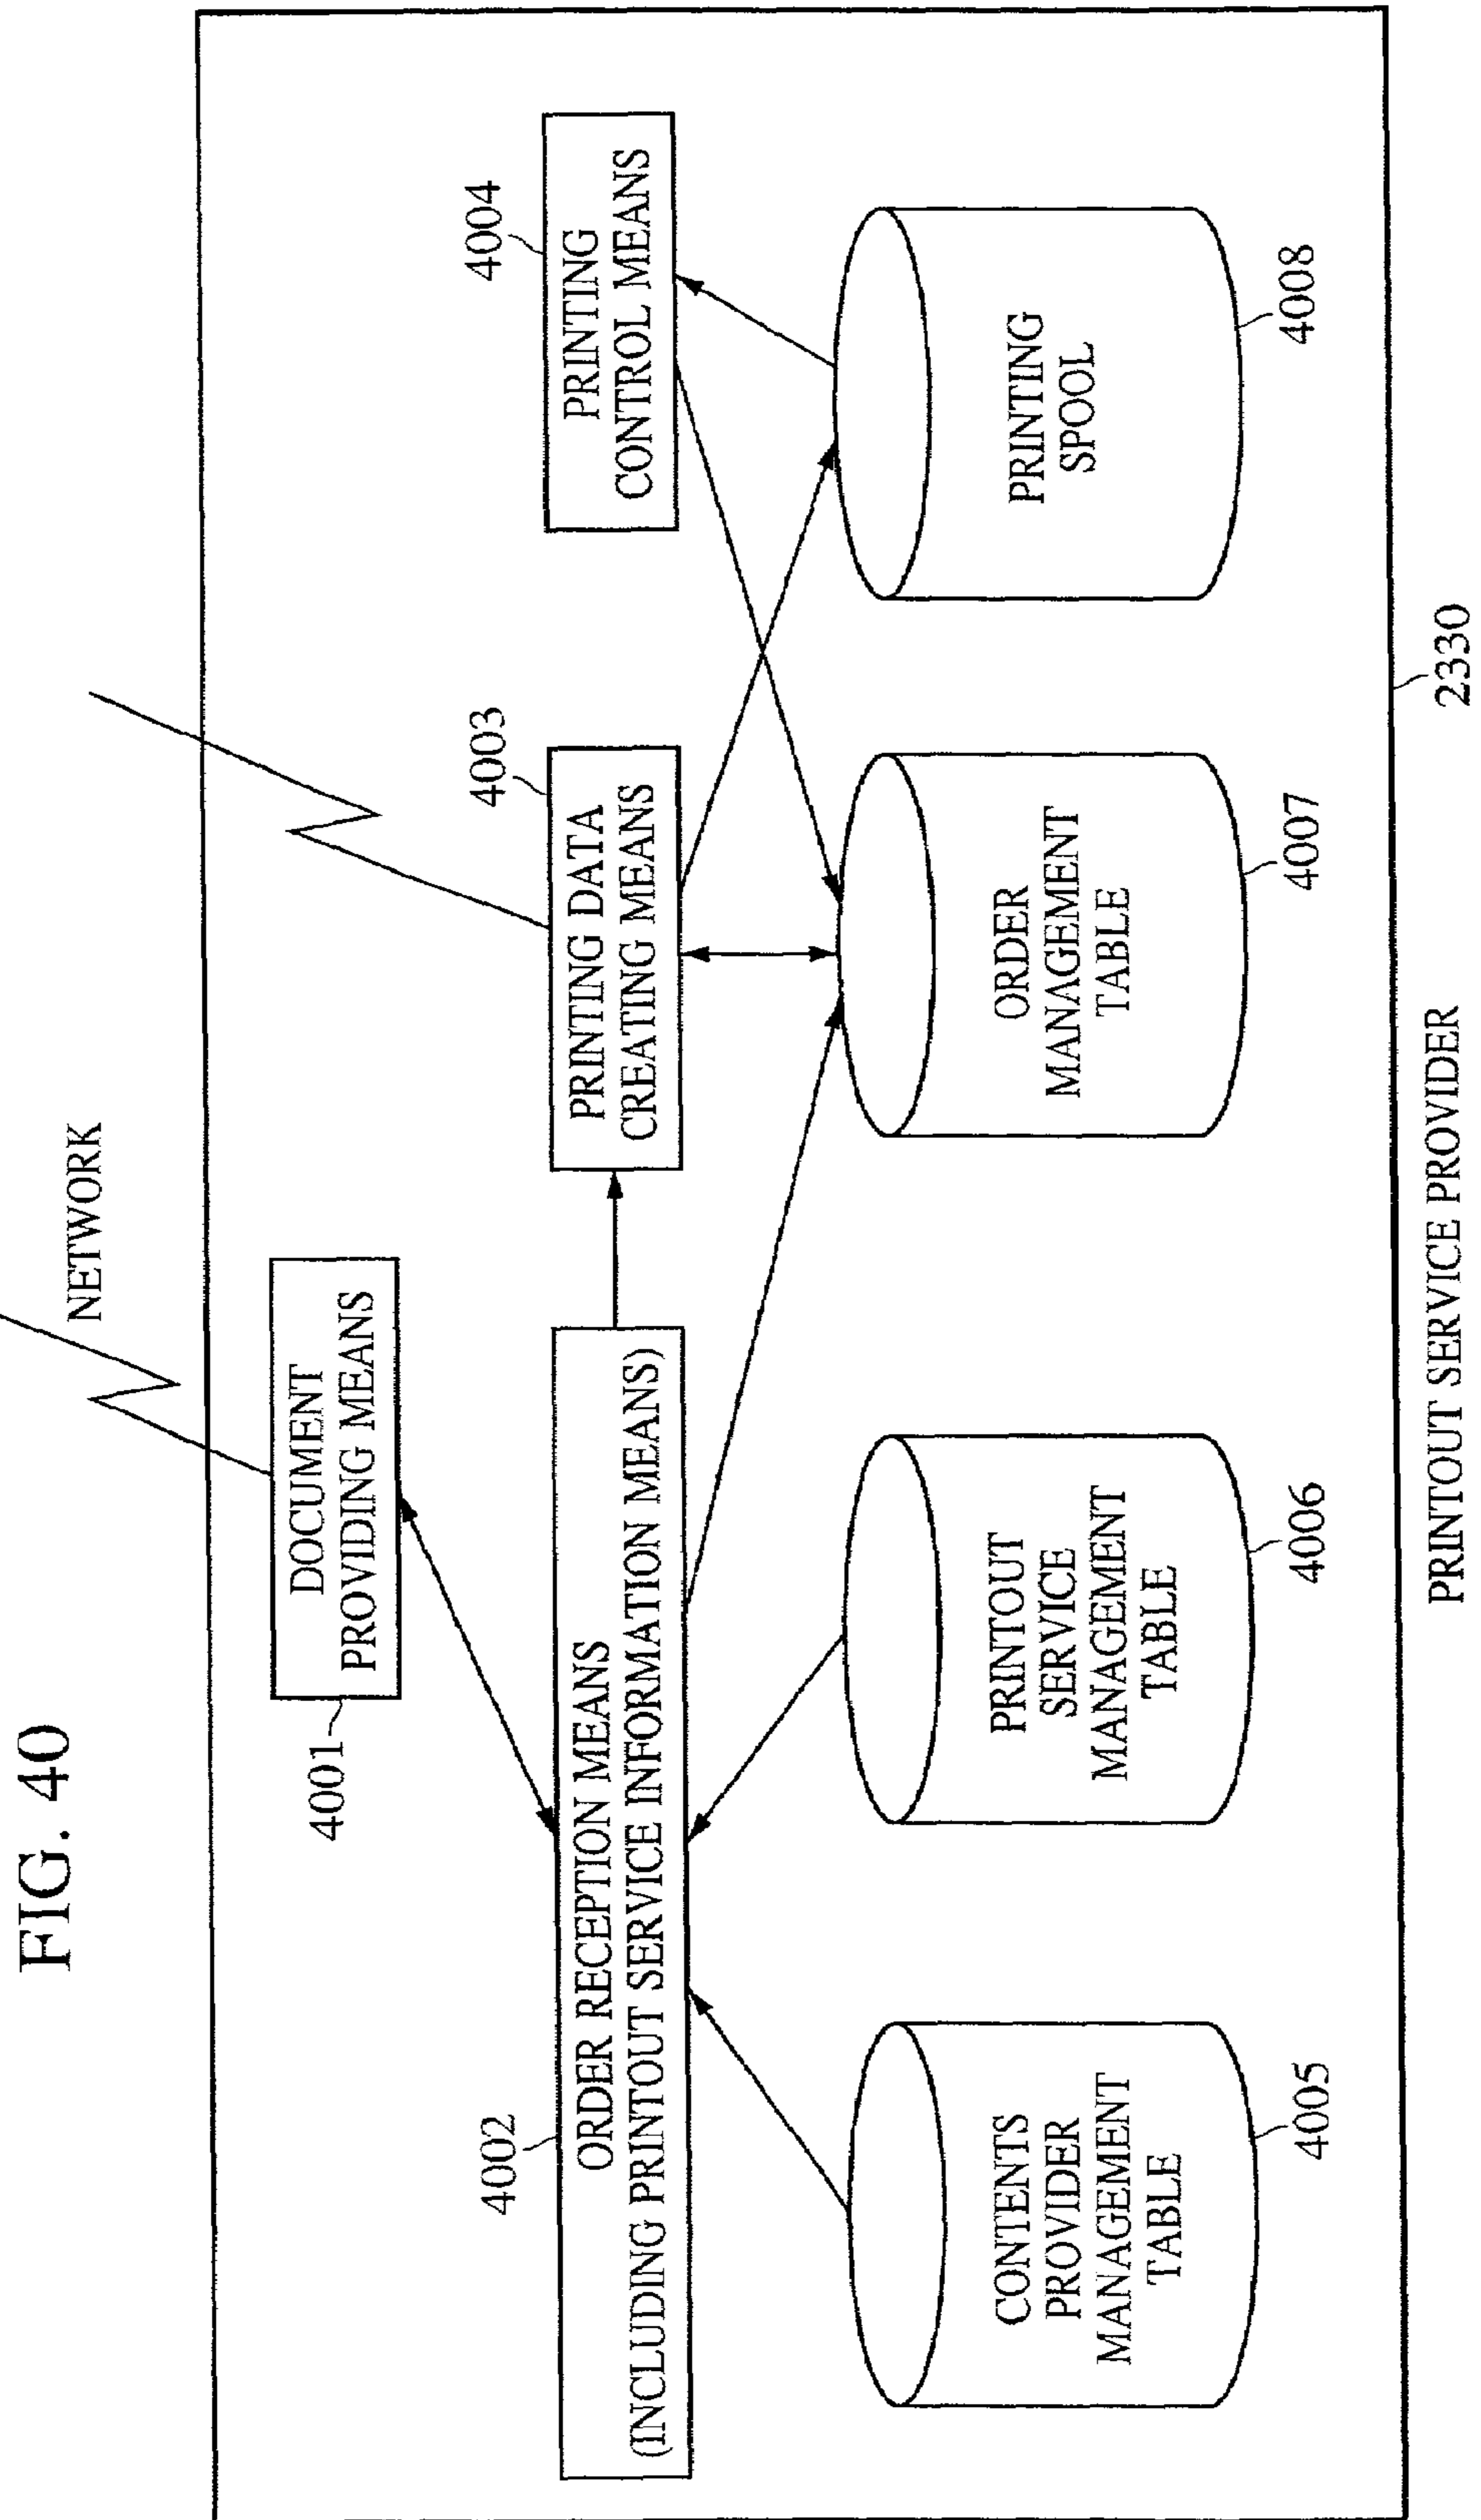 FIG. 40
NETWORK
4001
DOCUMENT
PROVIDING MEANS
4002
ORDER RECEPTION MEANS
(INCLUDING PRINTOUT SERVICE INFORMATION MEANS)
4003
PRINTING DATA
CREATING MEANS
4004
PRINTING
CONTROL MEANS
CONTENTS
PROVIDER
MANAGEMENT
TABLE
4005
PRINTOUT
SERVICE
MANAGEMENT
TABLE
4006
ORDER
MANAGEMENT
TABLE
4007
PRINTING
SPOOL
4008
PRINTOUT SERVICE PROVIDER
2330